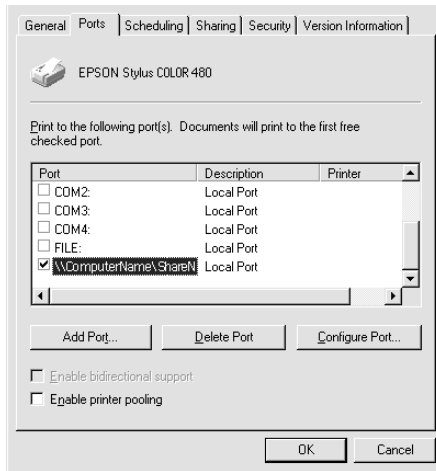 General Ports Scheduling Sharing Security Version Information
EPSON Stylus COLOR 480
Print to the following port(s). Documents will print to the first free
checked port.
Port Description Printer
COM2: Local Port
COM3: Local Port
COM4: Local Port
FILE: Local Port
\\ComputerName\ShareN Local Port
Add Port... Delete Port Configure Port...
Enable bidirectional support
Enable printer pooling
OK Cancel